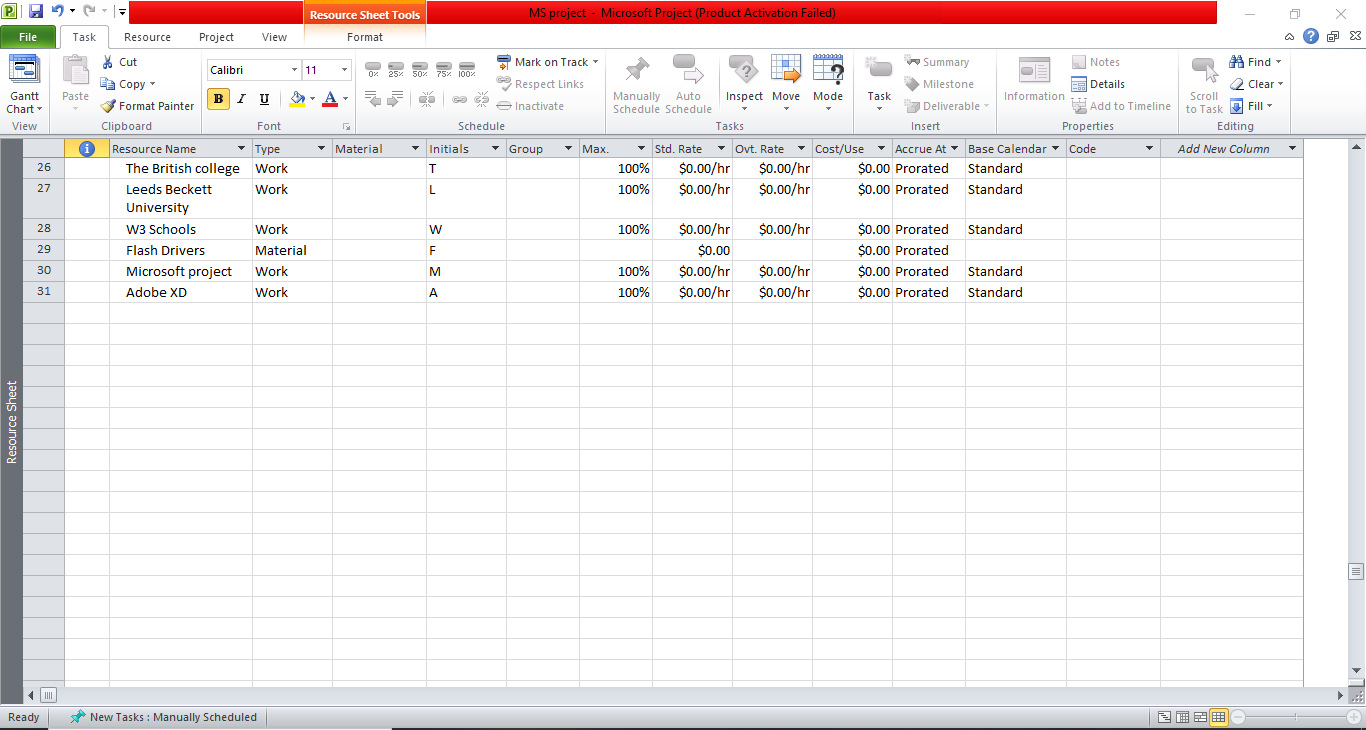 Resource Sheet Tools
MS project - Microsoft Project (Product Activation Failed)
File Task Resource Project View Format
Gantt Chart
View
Paste
Cut
Copy
Format Painter
Clipboard
Calibri 11
B I U A
Font
0% 25% 50% 75% 100%
Mark on Track
Respect Links
Inactivate
Schedule
Manually Schedule
Auto Schedule
Inspect Move Mode
Tasks
Task
Summary
Milestone
Deliverable
Insert
Information
Notes
Details
Add to Timeline
Properties
Scroll to Task
Find
Clear
Fill
Editing
Resource Name Type Material Initials Group Max. Std. Rate Ovt. Rate Cost/Use Accrue At Base Calendar Code Add New Column
26 The British college Work T 100% $0.00/hr $0.00/hr $0.00 Prorated Standard
27 Leeds Beckett Work L 100% $0.00/hr $0.00/hr $0.00 Prorated Standard
University
28 W3 Schools Work W 100% $0.00/hr $0.00/hr $0.00 Prorated Standard
29 Flash Drivers Material F $0.00 $0.00 Prorated
30 Microsoft project Work M 100% $0.00/hr $0.00/hr $0.00 Prorated Standard
31 Adobe XD Work A 100% $0.00/hr $0.00/hr $0.00 Prorated Standard
Resource Sheet
Ready New Tasks : Manually Scheduled